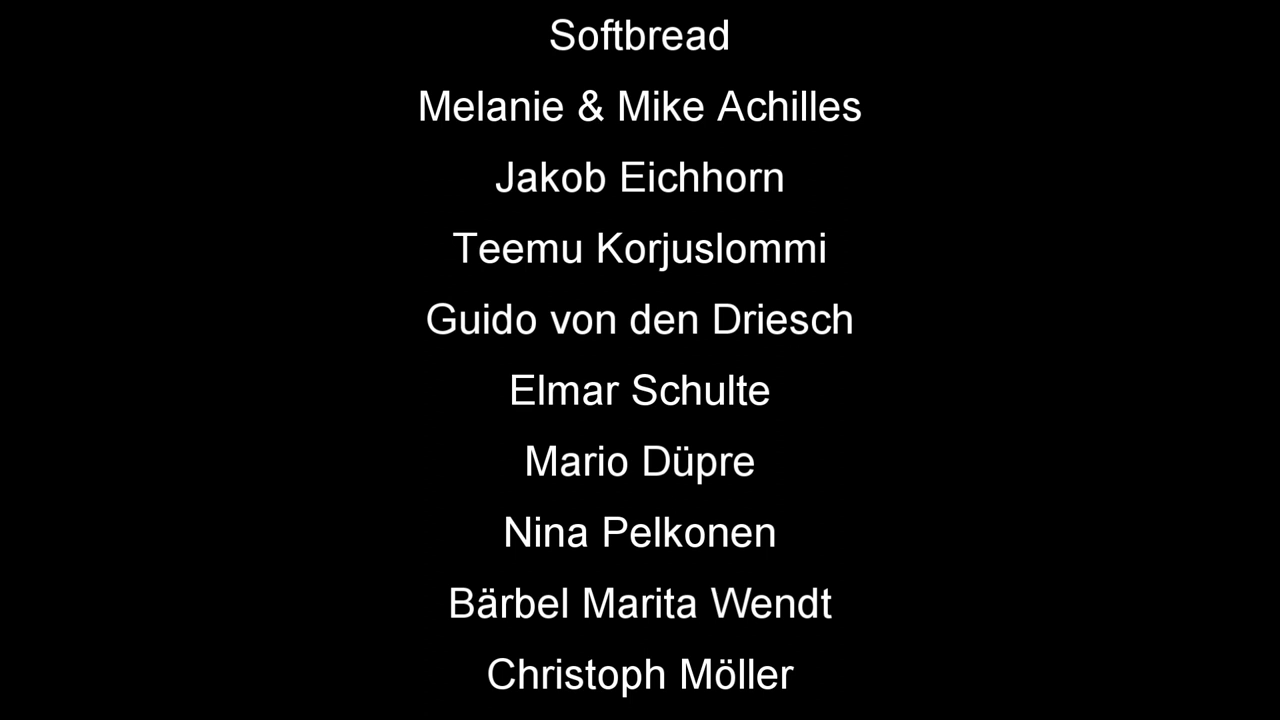 Softbread
Melanie & Mike Achilles
Jakob Eichhorn
Teemu Korjuslommi
Guido von den Driesch
Elmar Schulte
Mario Düpre
Nina Pelkonen
Bärbel Marita Wendt
Christoph Möller